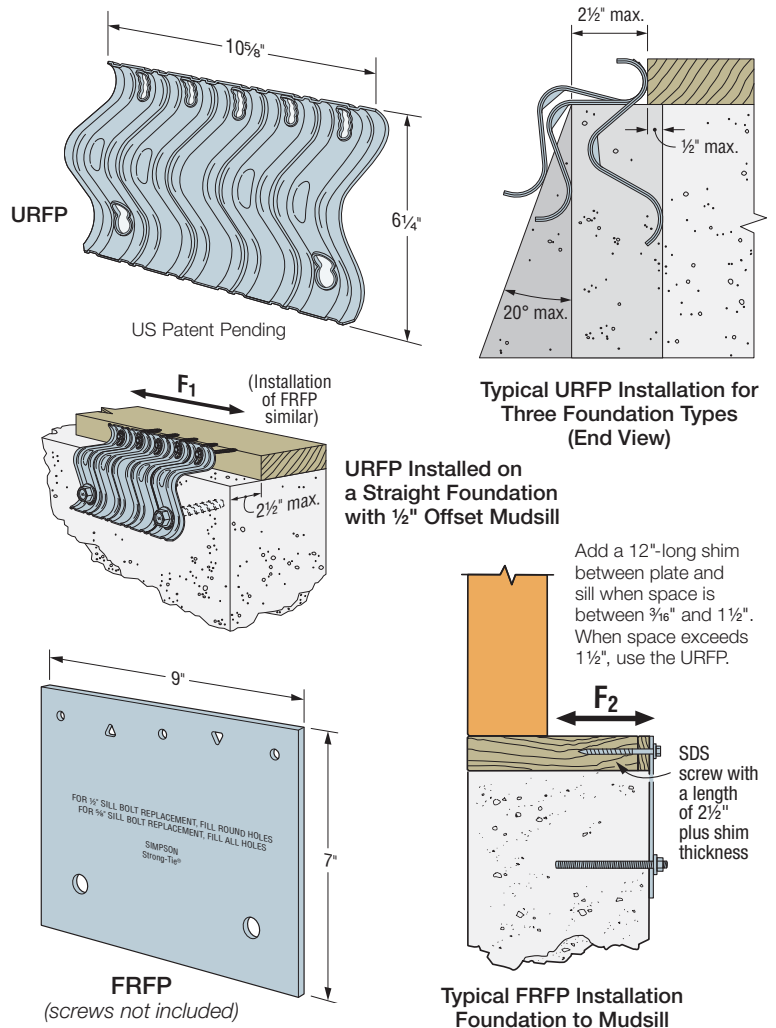 10⅝"
6¼"
URFP
US Patent Pending
2½" max.
½" max.
20° max.
Typical URFP Installation for
Three Foundation Types
(End View)
F₁
(Installation
of FRFP
similar)
2½" max.
URFP Installed on
a Straight Foundation
with ½" Offset Mudsill
Add a 12"-long shim
between plate and
sill when space is
between ³⁄₁₆" and 1½".
When space exceeds
1½", use the URFP.
F₂
SDS
screw with
a length
of 2½"
plus shim
thickness
Typical FRFP Installation
Foundation to Mudsill
9"
7"
FOR ½" SILL BOLT REPLACEMENT, FILL ROUND HOLES
FOR ⅝" SILL BOLT REPLACEMENT, FILL ALL HOLES
SIMPSON
Strong-Tie®
FRFP
(screws not included)